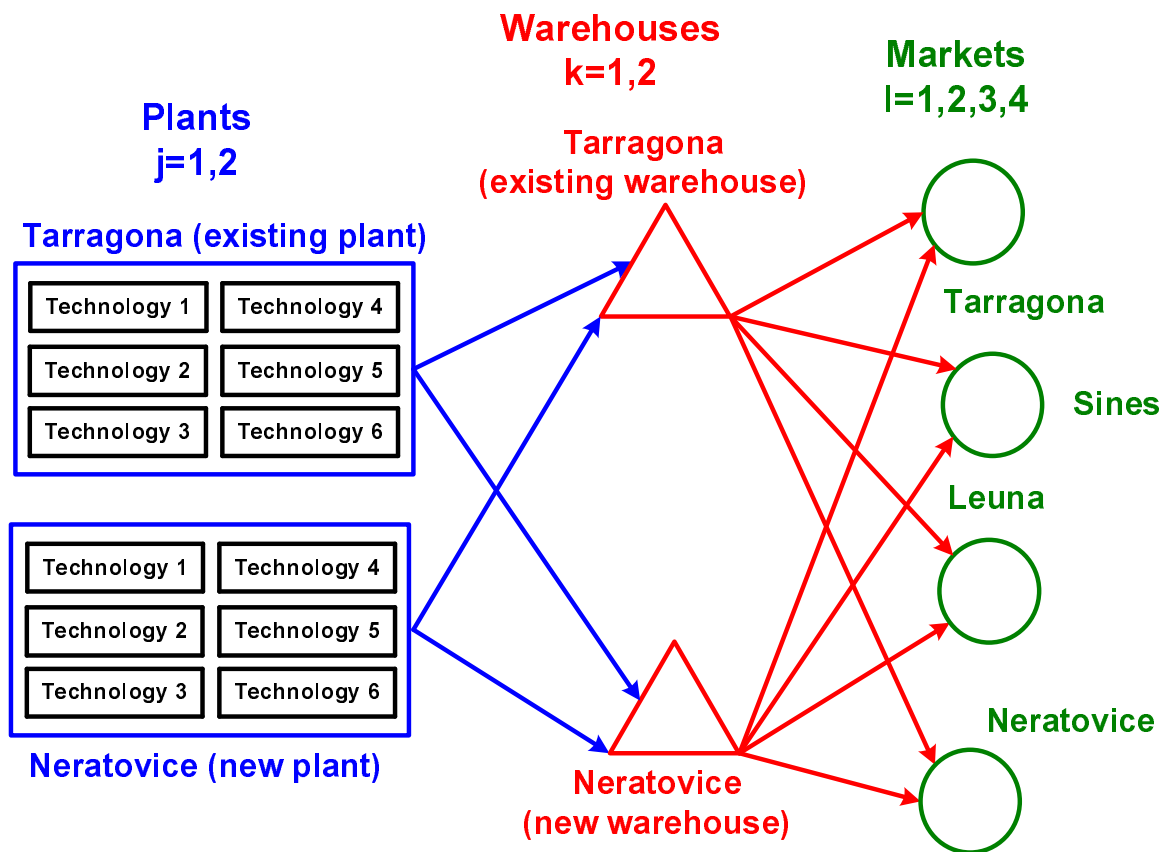 Plants
j=1,2
Tarragona (existing plant)
Technology 1
Technology 4
Technology 2
Technology 5
Technology 3
Technology 6
Technology 1
Technology 4
Technology 2
Technology 5
Technology 3
Technology 6
Neratovice (new plant)
Warehouses
k=1,2
Tarragona
(existing warehouse)
Neratovice
(new warehouse)
Markets
l=1,2,3,4
Tarragona
Sines
Leuna
Neratovice